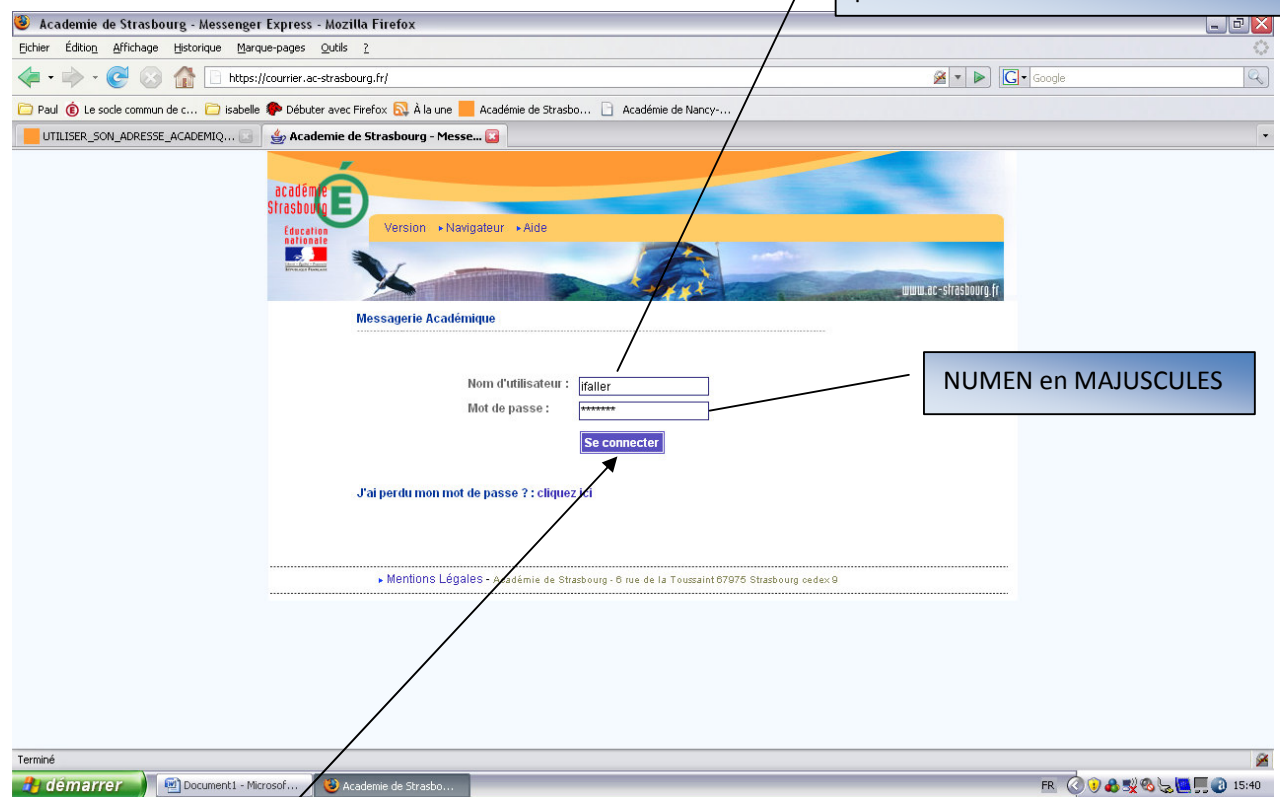 Academie de Strasbourg - Messenger Express - Mozilla Firefox
Fichier Édition Affichage Historique Marque-pages Outils ?
https://courrier.ac-strasbourg.fr/
G Google
Paul Le socle commun de c... isabelle Débuter avec Firefox À la une Académie de Strasbo... Académie de Nancy-...
UTILISER_SON_ADRESSE_ACADEMIQ... Academie de Strasbourg - Messe...
académie
Strasbourg
É
Education
nationale
Version Navigateur Aide
www.ac-strasbourg.fr
Messagerie Académique
Nom d'utilisateur : ifaller
NUMEN en MAJUSCULES
Mot de passe : *******
Se connecter
J'ai perdu mon mot de passe ? : cliquez ici
Mentions Légales - Académie de Strasbourg - 6 rue de la Toussaint 67975 Strasbourg cedex 9
Terminé
démarrer Document1 - Microsof... Academie de Strasbo... FR 15:40